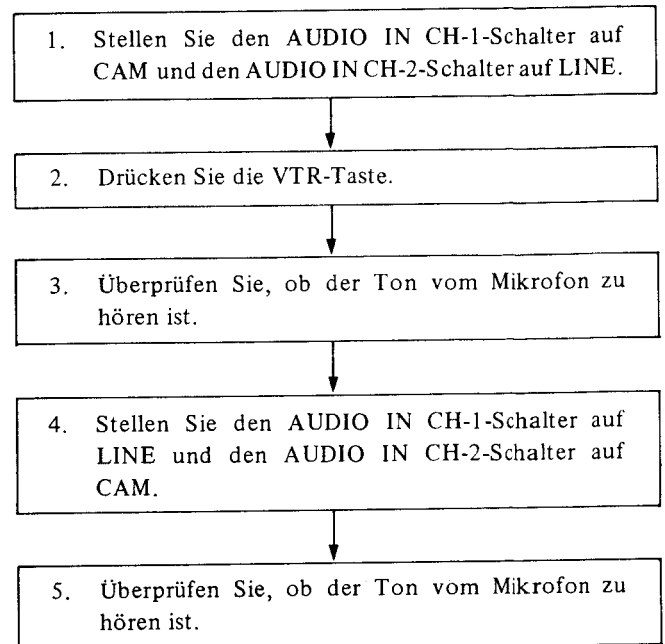 1. Stellen Sie den AUDIO IN CH-1-Schalter auf
CAM und den AUDIO IN CH-2-Schalter auf LINE.
2. Drücken Sie die VTR-Taste.
3. Überprüfen Sie, ob der Ton vom Mikrofon zu
hören ist.
4. Stellen Sie den AUDIO IN CH-1-Schalter auf
LINE und den AUDIO IN CH-2-Schalter auf
CAM.
5. Überprüfen Sie, ob der Ton vom Mikrofon zu
hören ist.